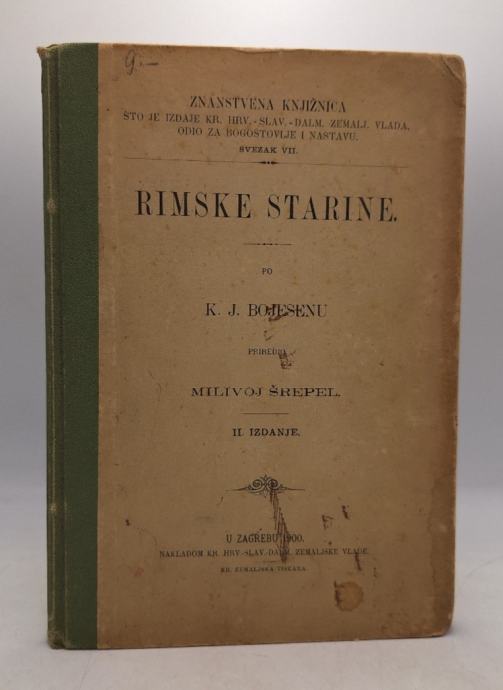 9.—
ZNANSTVENA KNJIŽNICA
ŠTO JE IZDAJE KR. HRV.-SLAV.-DALM. ZEMALJ. VLADA,
ODIO ZA BOGOŠTOVLJE I NASTAVU.
SVEZAK VII.
RIMSKE STARINE.
PO
K. J. BOJESENU
PRIREDIO
MILIVOJ ŠREPEL.
II. IZDANJE.
U ZAGREBU 1900.
NAKLADOM KR. HRV.-SLAV.-DALM. ZEMALJSKE VLADE.
KR. ZEMALJSKA TISKARA.